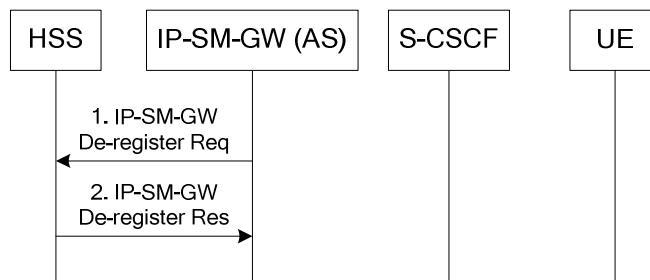 HSS
IP-SM-GW (AS)
S-CSCF
UE
1. IP-SM-GW
De-register Req
2. IP-SM-GW
De-register Res